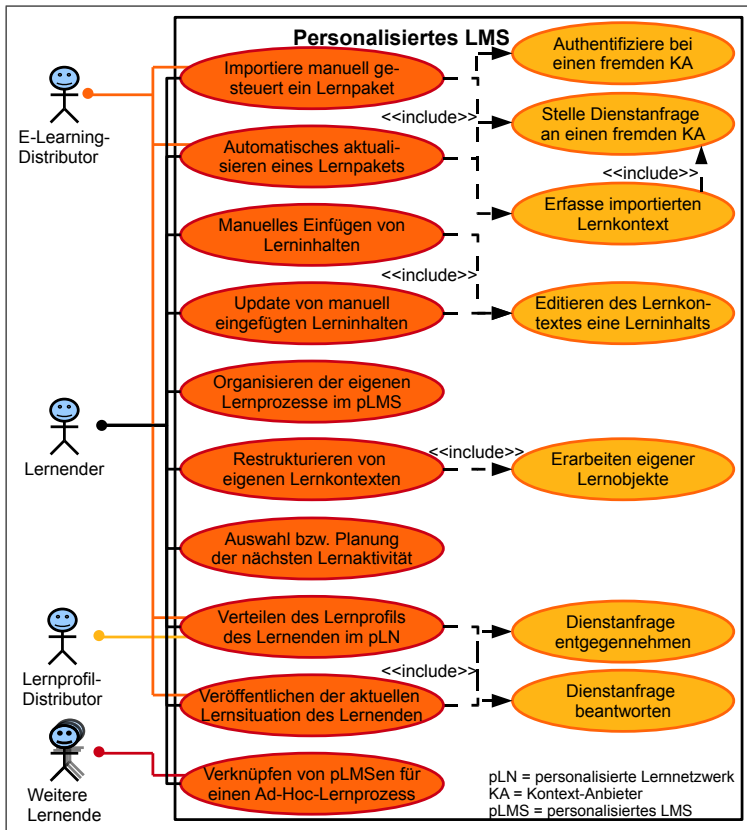 Personalisiertes LMS
Importiere manuell ge-
steuert ein Lernpaket
Authentifiziere bei
einen fremden KA
E-Learning-
Distributor
<<include>>
Stelle Dienstanfrage
an einen fremden KA
Automatisches aktuali-
sieren eines Lernpakets
<<include>>
Erfasse importierten
Lernkontext
Manuelles Einfügen von
Lerninhalten
<<include>>
Update von manuell
eingefügten Lerninhalten
Editieren des Lernkon-
textes eine Lerninhalts
Organisieren der eigenen
Lernprozesse im pLMS
Lernender
Restrukturieren von
eigenen Lernkontexten
<<include>>
Erarbeiten eigener
Lernobjekte
Auswahl bzw. Planung
der nächsten Lernaktivität
Verteilen des Lernprofils
des Lernenden im pLN
Dienstanfrage
entgegennehmen
Lernprofil-
Distributor
<<include>>
Veröffentlichen der aktuellen
Lernsituation des Lernenden
Dienstanfrage
beantworten
Weitere
Lernende
Verknüpfen von pLMSen für
einen Ad-Hoc-Lernprozess
pLN = personalisierte Lernnetzwerk
KA = Kontext-Anbieter
pLMS = personalisiertes LMS